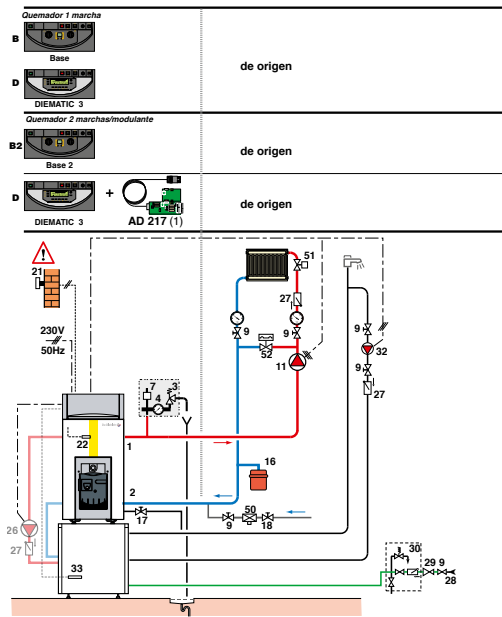 Quemador 1 marcha
B
Base
de origen
D
DIEMATIC 3
Quemador 2 marchas/modulante
B2
Base 2
de origen
D
+
DIEMATIC 3
AD 217 (1)
de origen
21
230V
50Hz
51
27
9
9
52
11
9
32
9
27
7
3
4
22
1
2
16
17
9
50
18
26
27
33
30
29
9
28